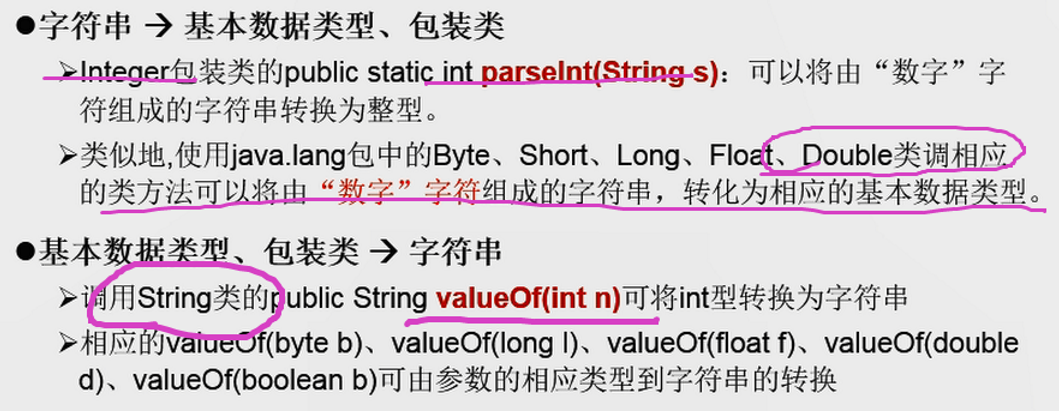 ●字符串 → 基本数据类型、包装类
➢Integer包装类的public static int parseInt(String s)：可以将由“数字”字
符组成的字符串转换为整型。
➢类似地,使用java.lang包中的Byte、Short、Long、Float、Double类调相应
的类方法可以将由“数字”字符组成的字符串，转化为相应的基本数据类型。
●基本数据类型、包装类 → 字符串
➢调用String类的public String valueOf(int n)可将int型转换为字符串
➢相应的valueOf(byte b)、valueOf(long l)、valueOf(float f)、valueOf(double
d)、valueOf(boolean b)可由参数的相应类型到字符串的转换